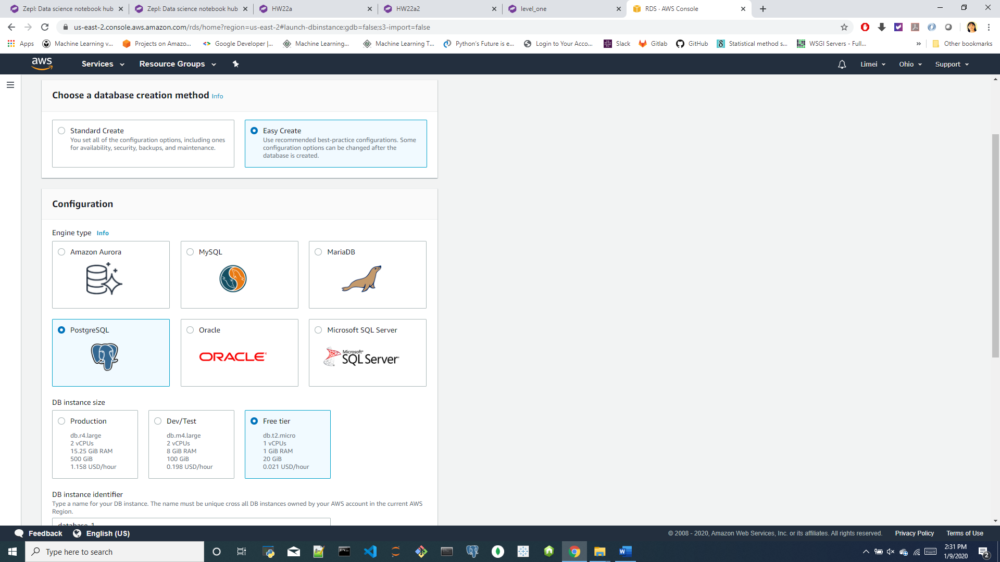 Zepl: Data science notebook hub
Zepl: Data science notebook hub
HW22a
HW22a2
level_one
RDS · AWS Console
us-east-2.console.aws.amazon.com/rds/home?region=us-east-2#launch-dbinstance:gdb=false;s3-import=false
Apps
Machine Learning v...
Projects on Amazo...
Google Developer |...
Machine Learning...
Machine Learning T...
Python's Future is e...
Login to Your Acco...
Slack
Gitlab
GitHub
Statistical method s...
WSGI Servers - Full...
»
Other bookmarks
aws
Services
Resource Groups
Limei
Ohio
Support
Choose a database creation method Info
Standard Create
You set all of the configuration options, including ones
for availability, security, backups, and maintenance.
Easy Create
Use recommended best-practice configurations. Some
configuration options can be changed after the
database is created.
Configuration
Engine type Info
Amazon Aurora
MySQL
MariaDB
PostgreSQL
Oracle
ORACLE
Microsoft SQL Server
Microsoft
SQL Server
DB instance size
Production
db.r4.large
2 vCPUs
15.25 GiB RAM
500 GiB
1.158 USD/hour
Dev/Test
db.m4.large
2 vCPUs
8 GiB RAM
100 GiB
0.198 USD/hour
Free tier
db.t2.micro
1 vCPUs
1 GiB RAM
20 GiB
0.021 USD/hour
DB instance identifier
Type a name for your DB instance. The name must be unique cross all DB instances owned by your AWS account in the current AWS
Region.
database-1
Feedback
English (US)
© 2008 - 2020, Amazon Web Services, Inc. or its affiliates. All rights reserved.
Privacy Policy
Terms of Use
Type here to search
2:31 PM
1/9/2020
2